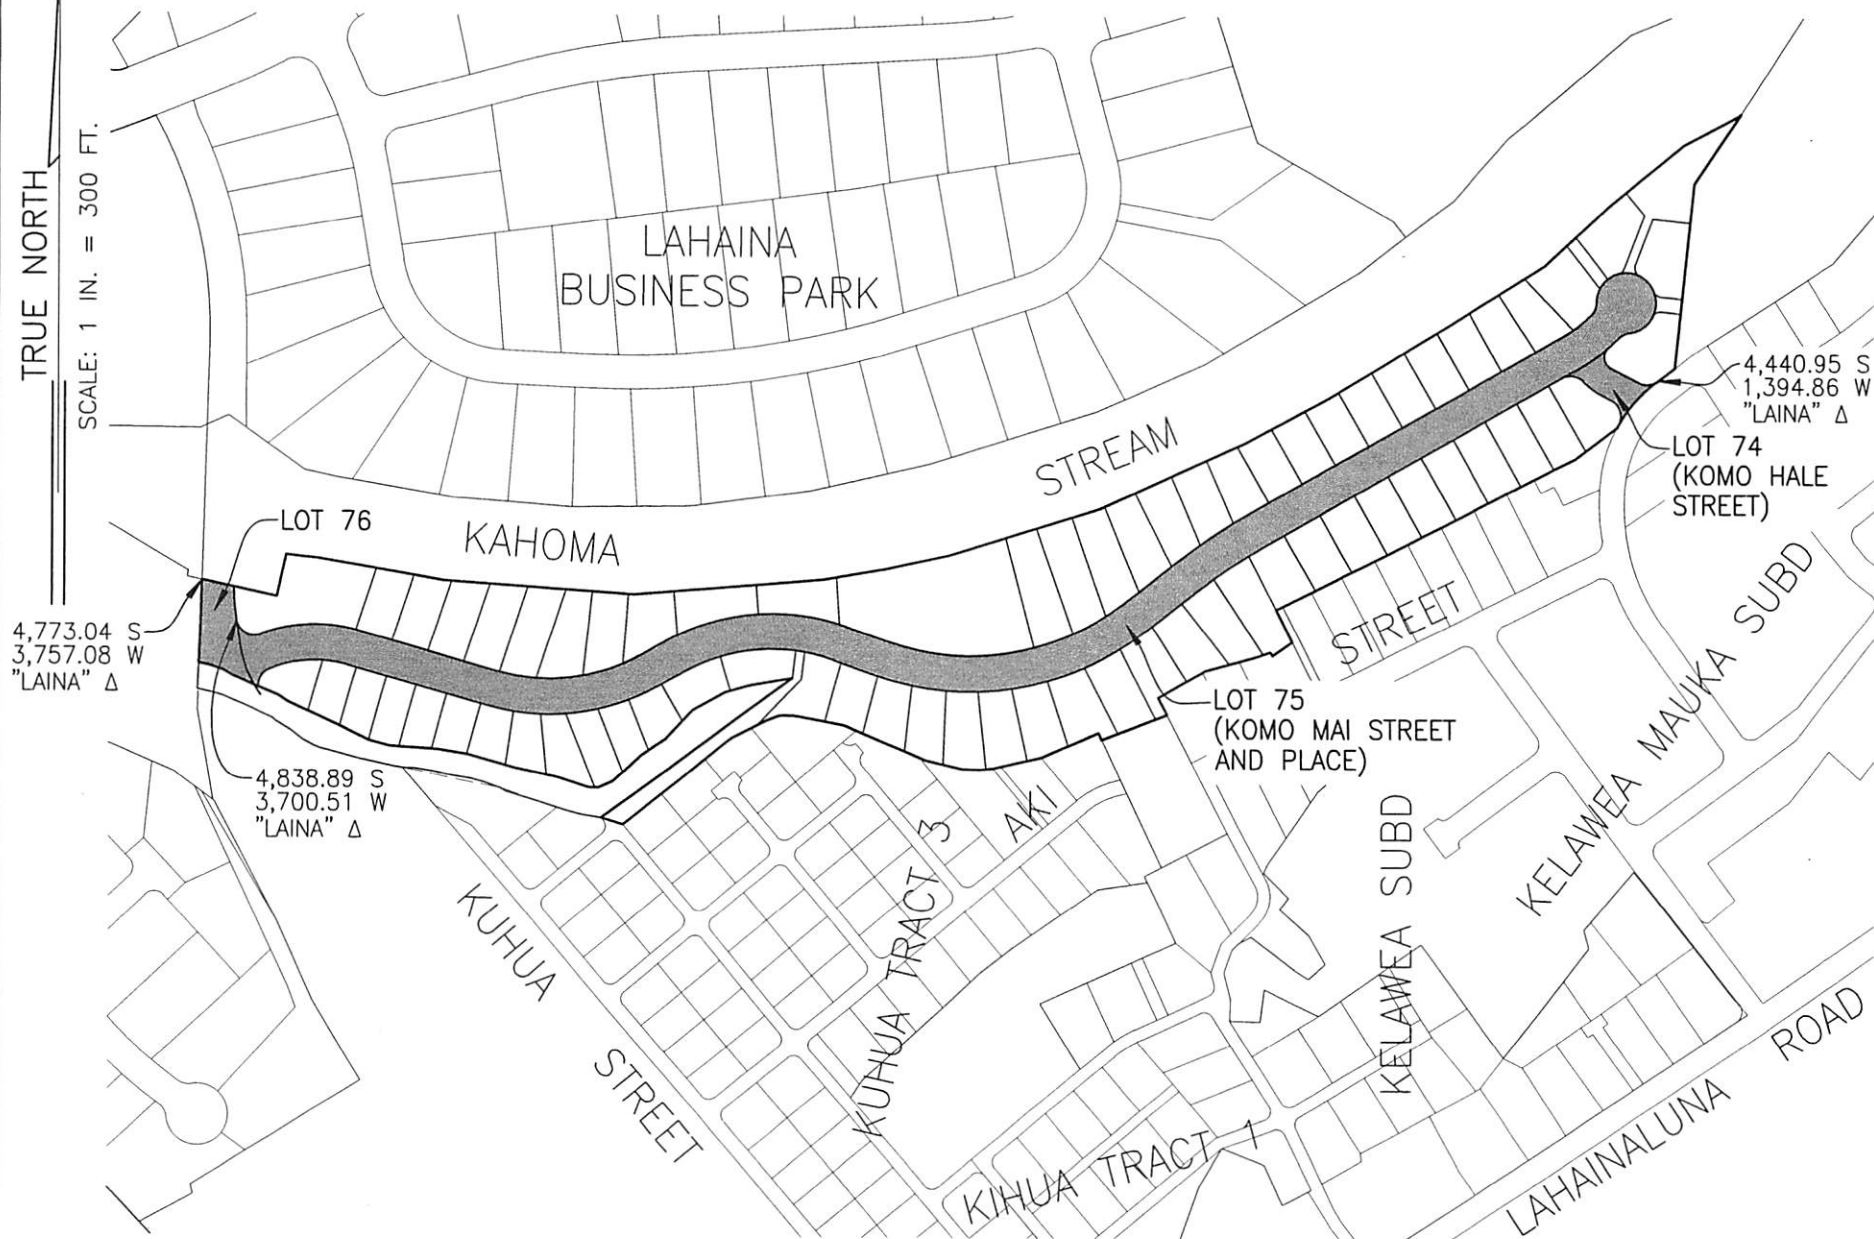 TRUE NORTH
SCALE: 1 IN. = 300 FT.
LAHAINA
BUSINESS PARK
KAHOMA
STREAM
LOT 76
4,773.04 S
3,757.08 W
"LAINA" Δ
4,838.89 S
3,700.51 W
"LAINA" Δ
4,440.95 S
1,394.86 W
"LAINA" Δ
LOT 74
(KOMO HALE
STREET)
LOT 75
(KOMO MAI STREET
AND PLACE)
AKI
STREET
KUHUA
STREET
KUHUA TRACT 3
KELAWEA SUBD
KELAWEA MAUKA SUBD
KIHUA TRACT 1
LAHAINALUNA ROAD